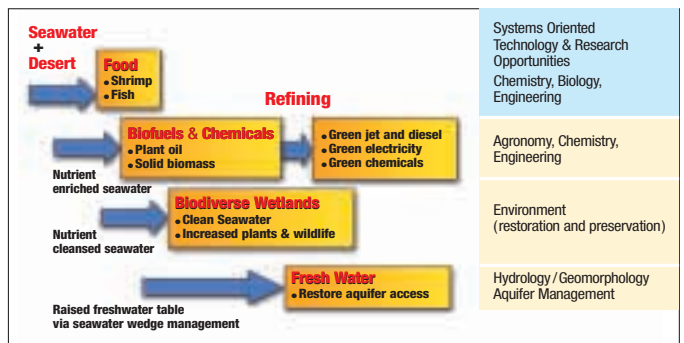 Seawater
+
Desert
Food
• Shrimp
• Fish
Refining
Biofuels & Chemicals
• Plant oil
• Solid biomass
• Green jet and diesel
• Green electricity
• Green chemicals
Nutrient
enriched seawater
Biodiverse Wetlands
• Clean Seawater
• Increased plants & wildlife
Nutrient
cleansed seawater
Fresh Water
• Restore aquifer access
Raised freshwater table
via seawater wedge management
Systems Oriented
Technology & Research
Opportunities
Chemistry, Biology,
Engineering
Agronomy, Chemistry,
Engineering
Environment
(restoration and preservation)
Hydrology/Geomorphology
Aquifer Management